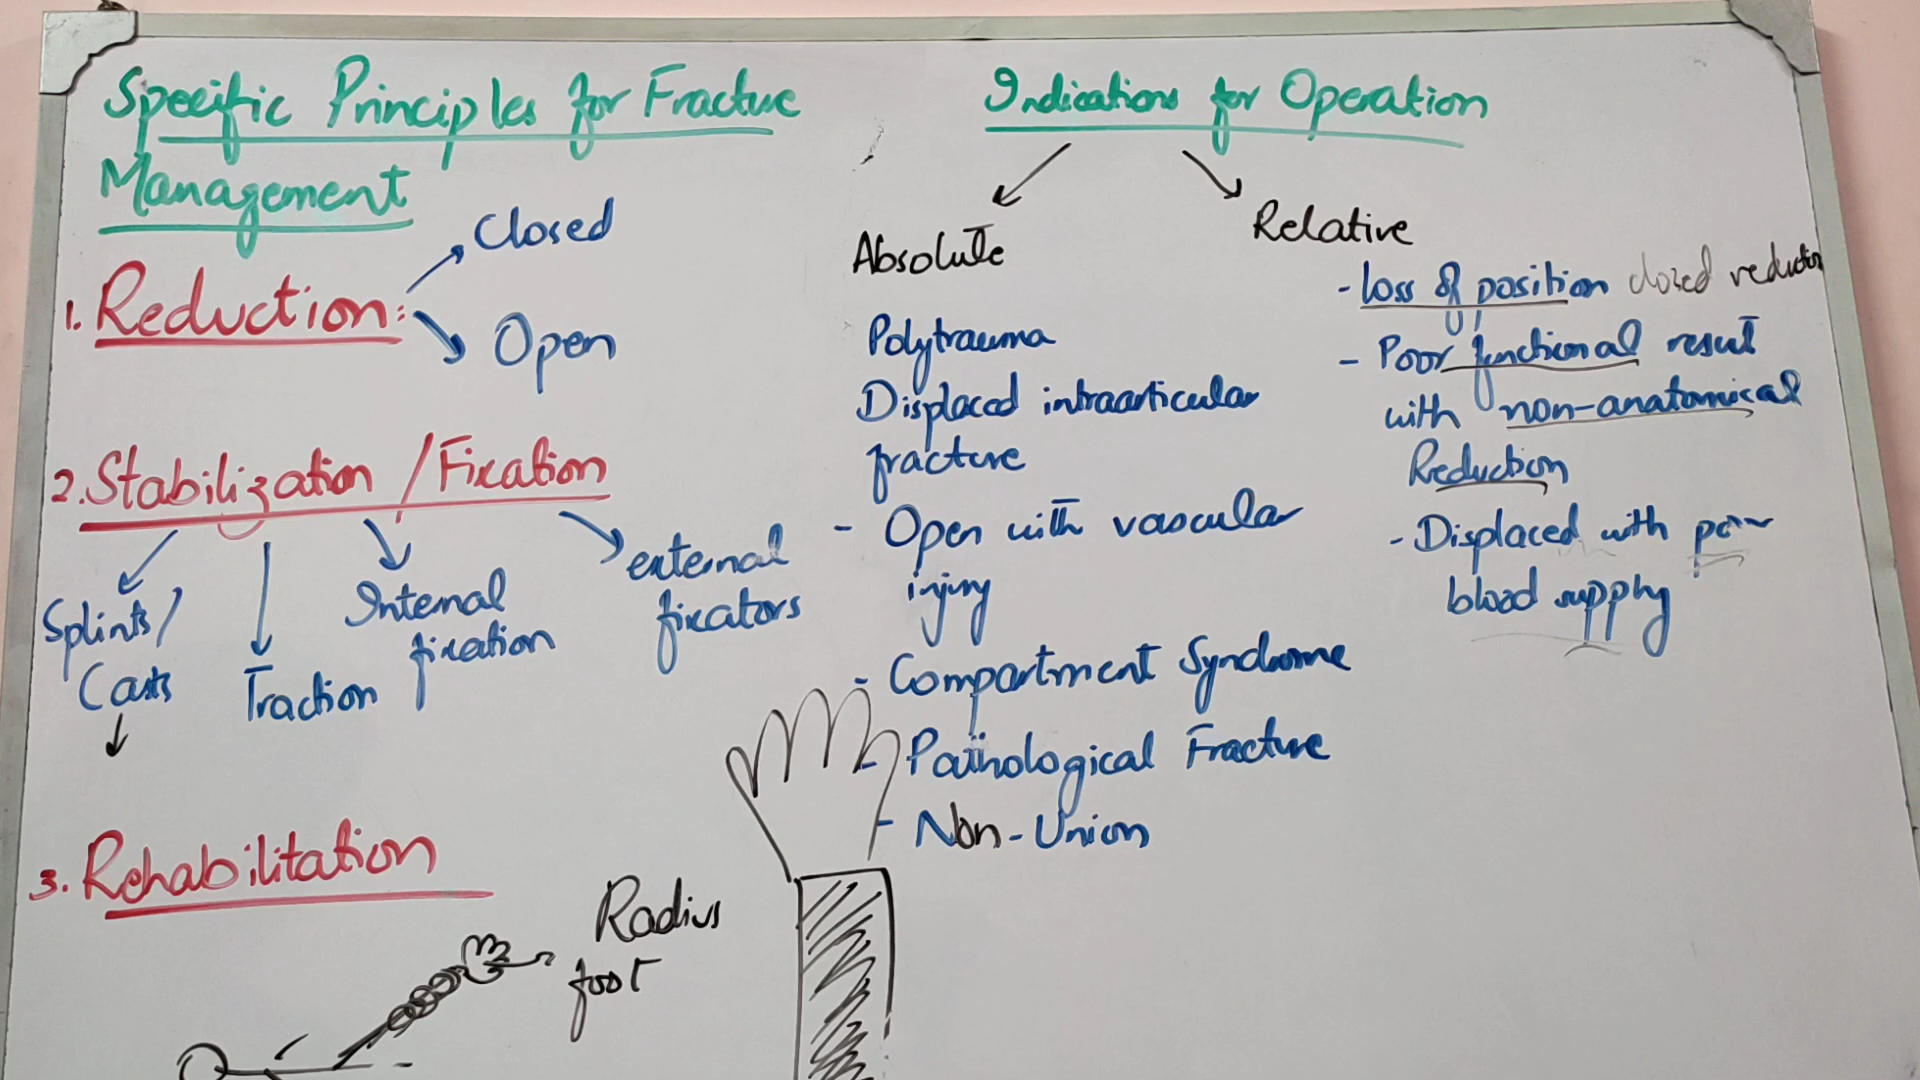 Specific Principles for Fracture
Management
1. Reduction:
Closed
Open
2. Stabilization / Fixation
Splints/
Casts
Traction
Internal
fixation
external
fixators
3. Rehabilitation
Radius
foot
Indications for Operation
Absolute
Polytrauma
Displaced intraarticular
fracture
- Open with vascular
injury
- Compartment Syndrome
- Pathological Fracture
- Non-Union
Relative
- loss of position closed reduction
- Poor functional result
with non-anatomical
Reduction
- Displaced with poor
blood supply